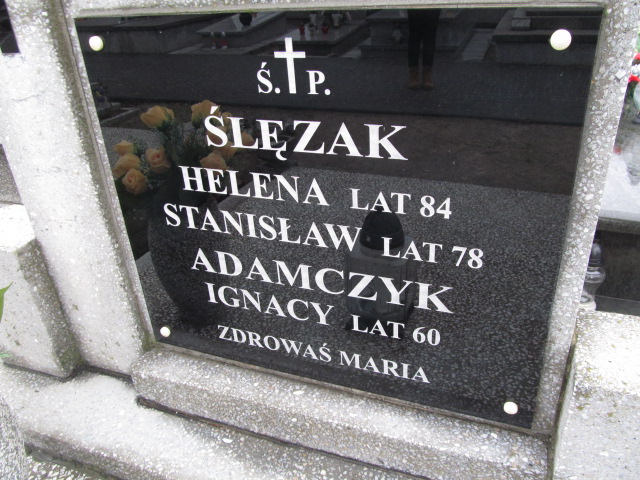 Ś. P.
ŚLĘZAK
HELENA LAT 84
STANISŁAW LAT 78
ADAMCZYK
IGNACY LAT 60
ZDROWAŚ MARIA